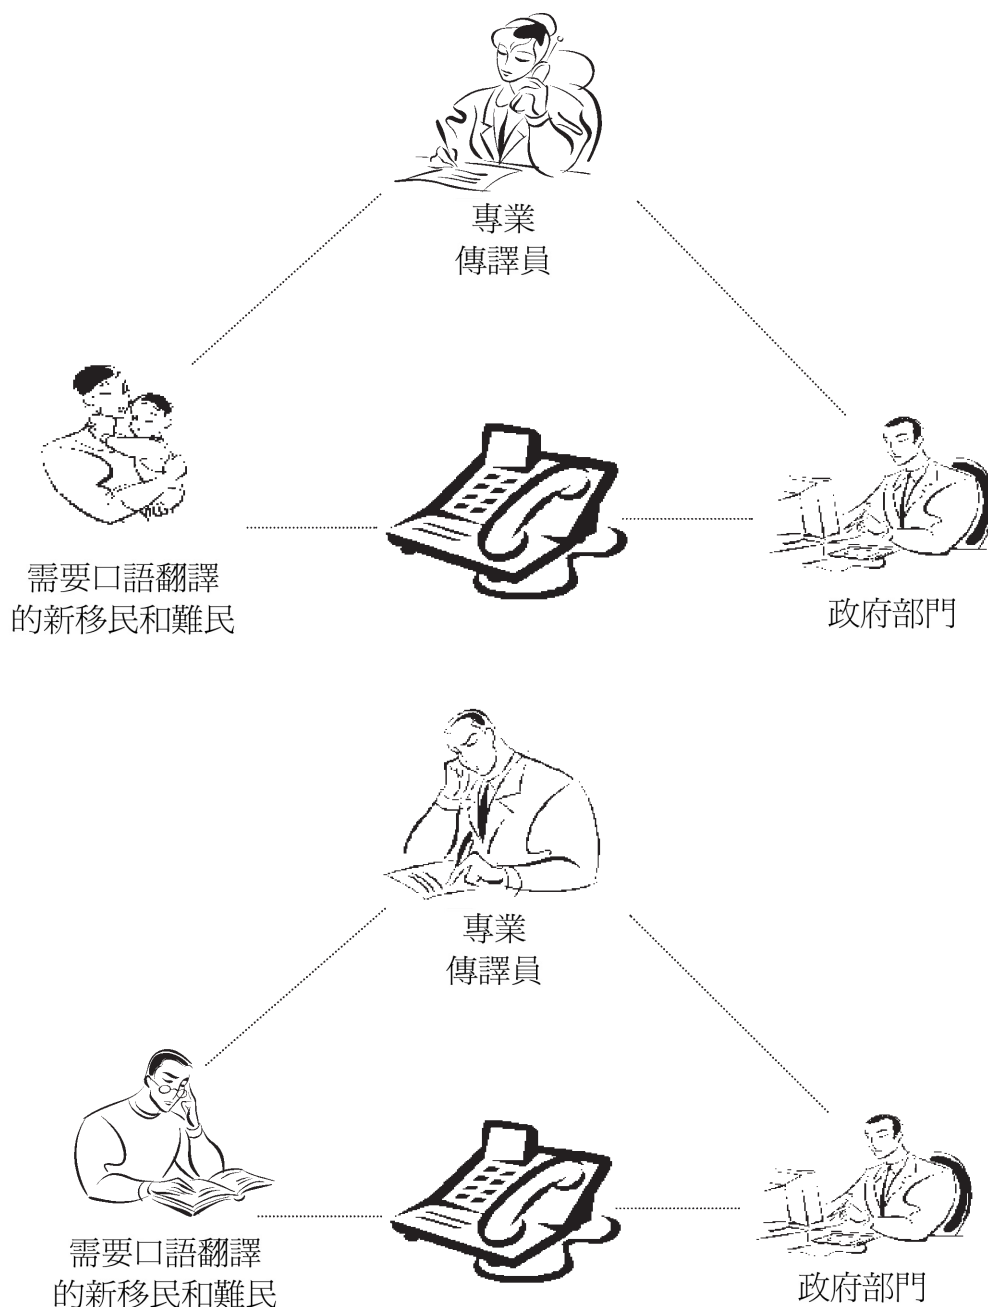 專業
傳譯員
需要口語翻譯
的新移民和難民
政府部門
專業
傳譯員
需要口語翻譯
的新移民和難民
政府部門